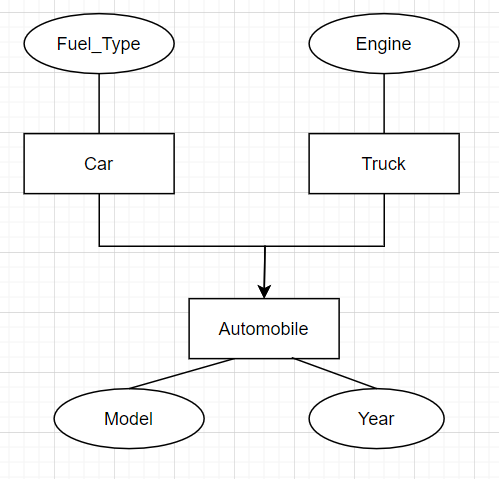 Fuel_Type
Engine
Car
Truck
Automobile
Model
Year